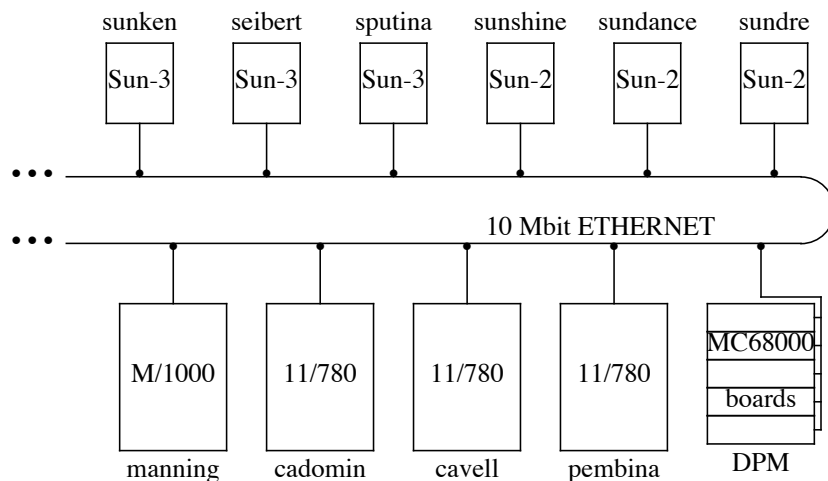 sunken seibert sputina sunshine sundance sundre
Sun-3 Sun-3 Sun-3 Sun-2 Sun-2 Sun-2
•••
10 Mbit ETHERNET
•••
MC68000
M/1000 11/780 11/780 11/780
boards
manning cadomin cavell pembina DPM